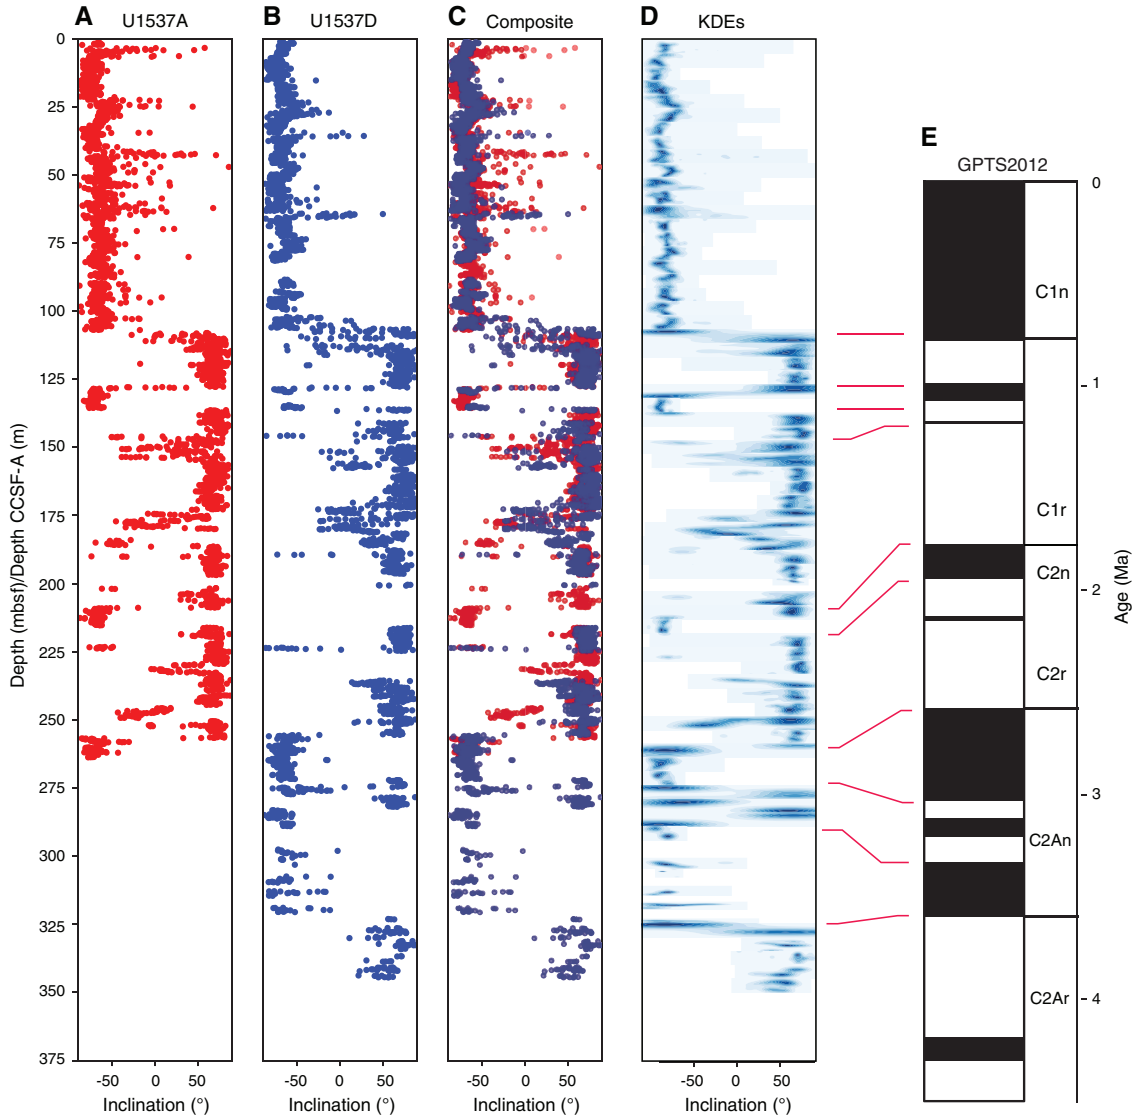 A U1537A
B U1537D
C Composite
D KDEs
E
GPTS2012
0
25
50
75
100
125
150
175
200
225
250
275
300
325
350
375
Depth (mbsf)/Depth CCSF-A (m)
-50 0 50
Inclination (°)
-50 0 50
Inclination (°)
-50 0 50
Inclination (°)
-50 0 50
Inclination (°)
C1n
C1r
C2n
C2r
C2An
C2Ar
0
1
2
3
4
Age (Ma)